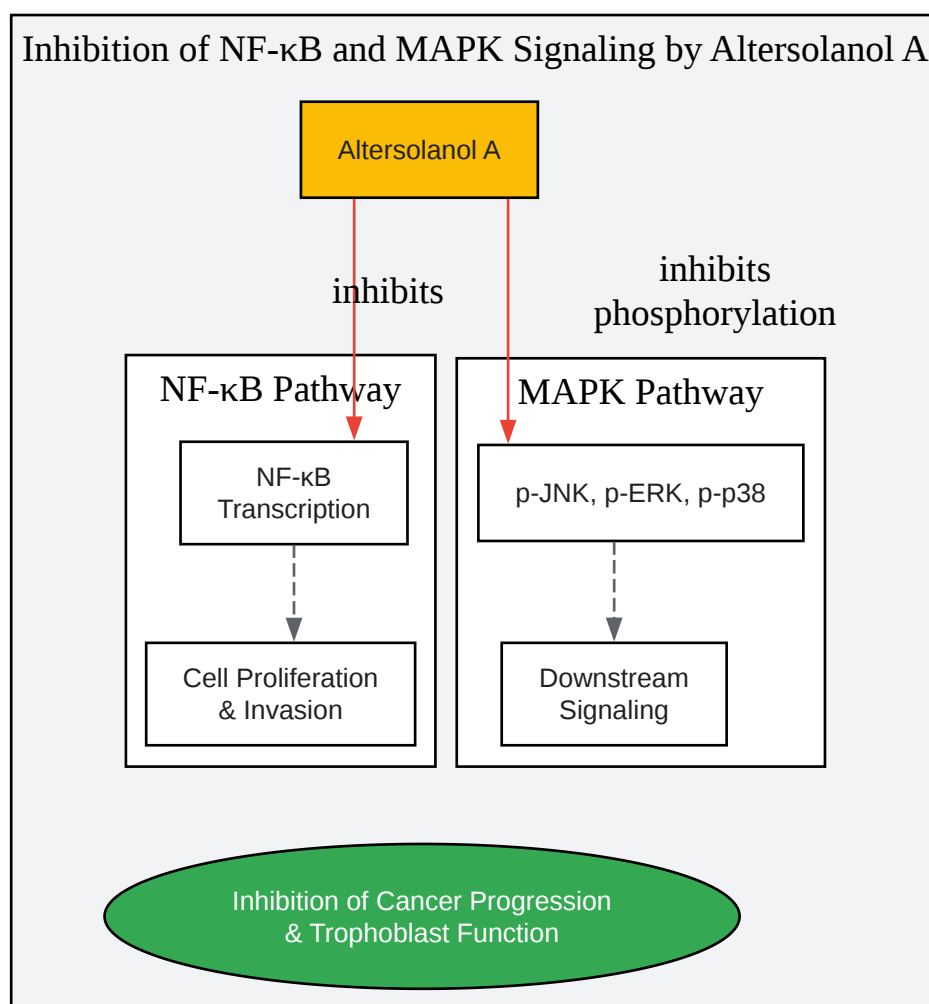 Inhibition of NF-κB and MAPK Signaling by Altersolanol A
Altersolanol A
inhibits
inhibits
phosphorylation
NF-κB Pathway
NF-κB
Transcription
Cell Proliferation
& Invasion
MAPK Pathway
p-JNK, p-ERK, p-p38
Downstream
Signaling
Inhibition of Cancer Progression
& Trophoblast Function